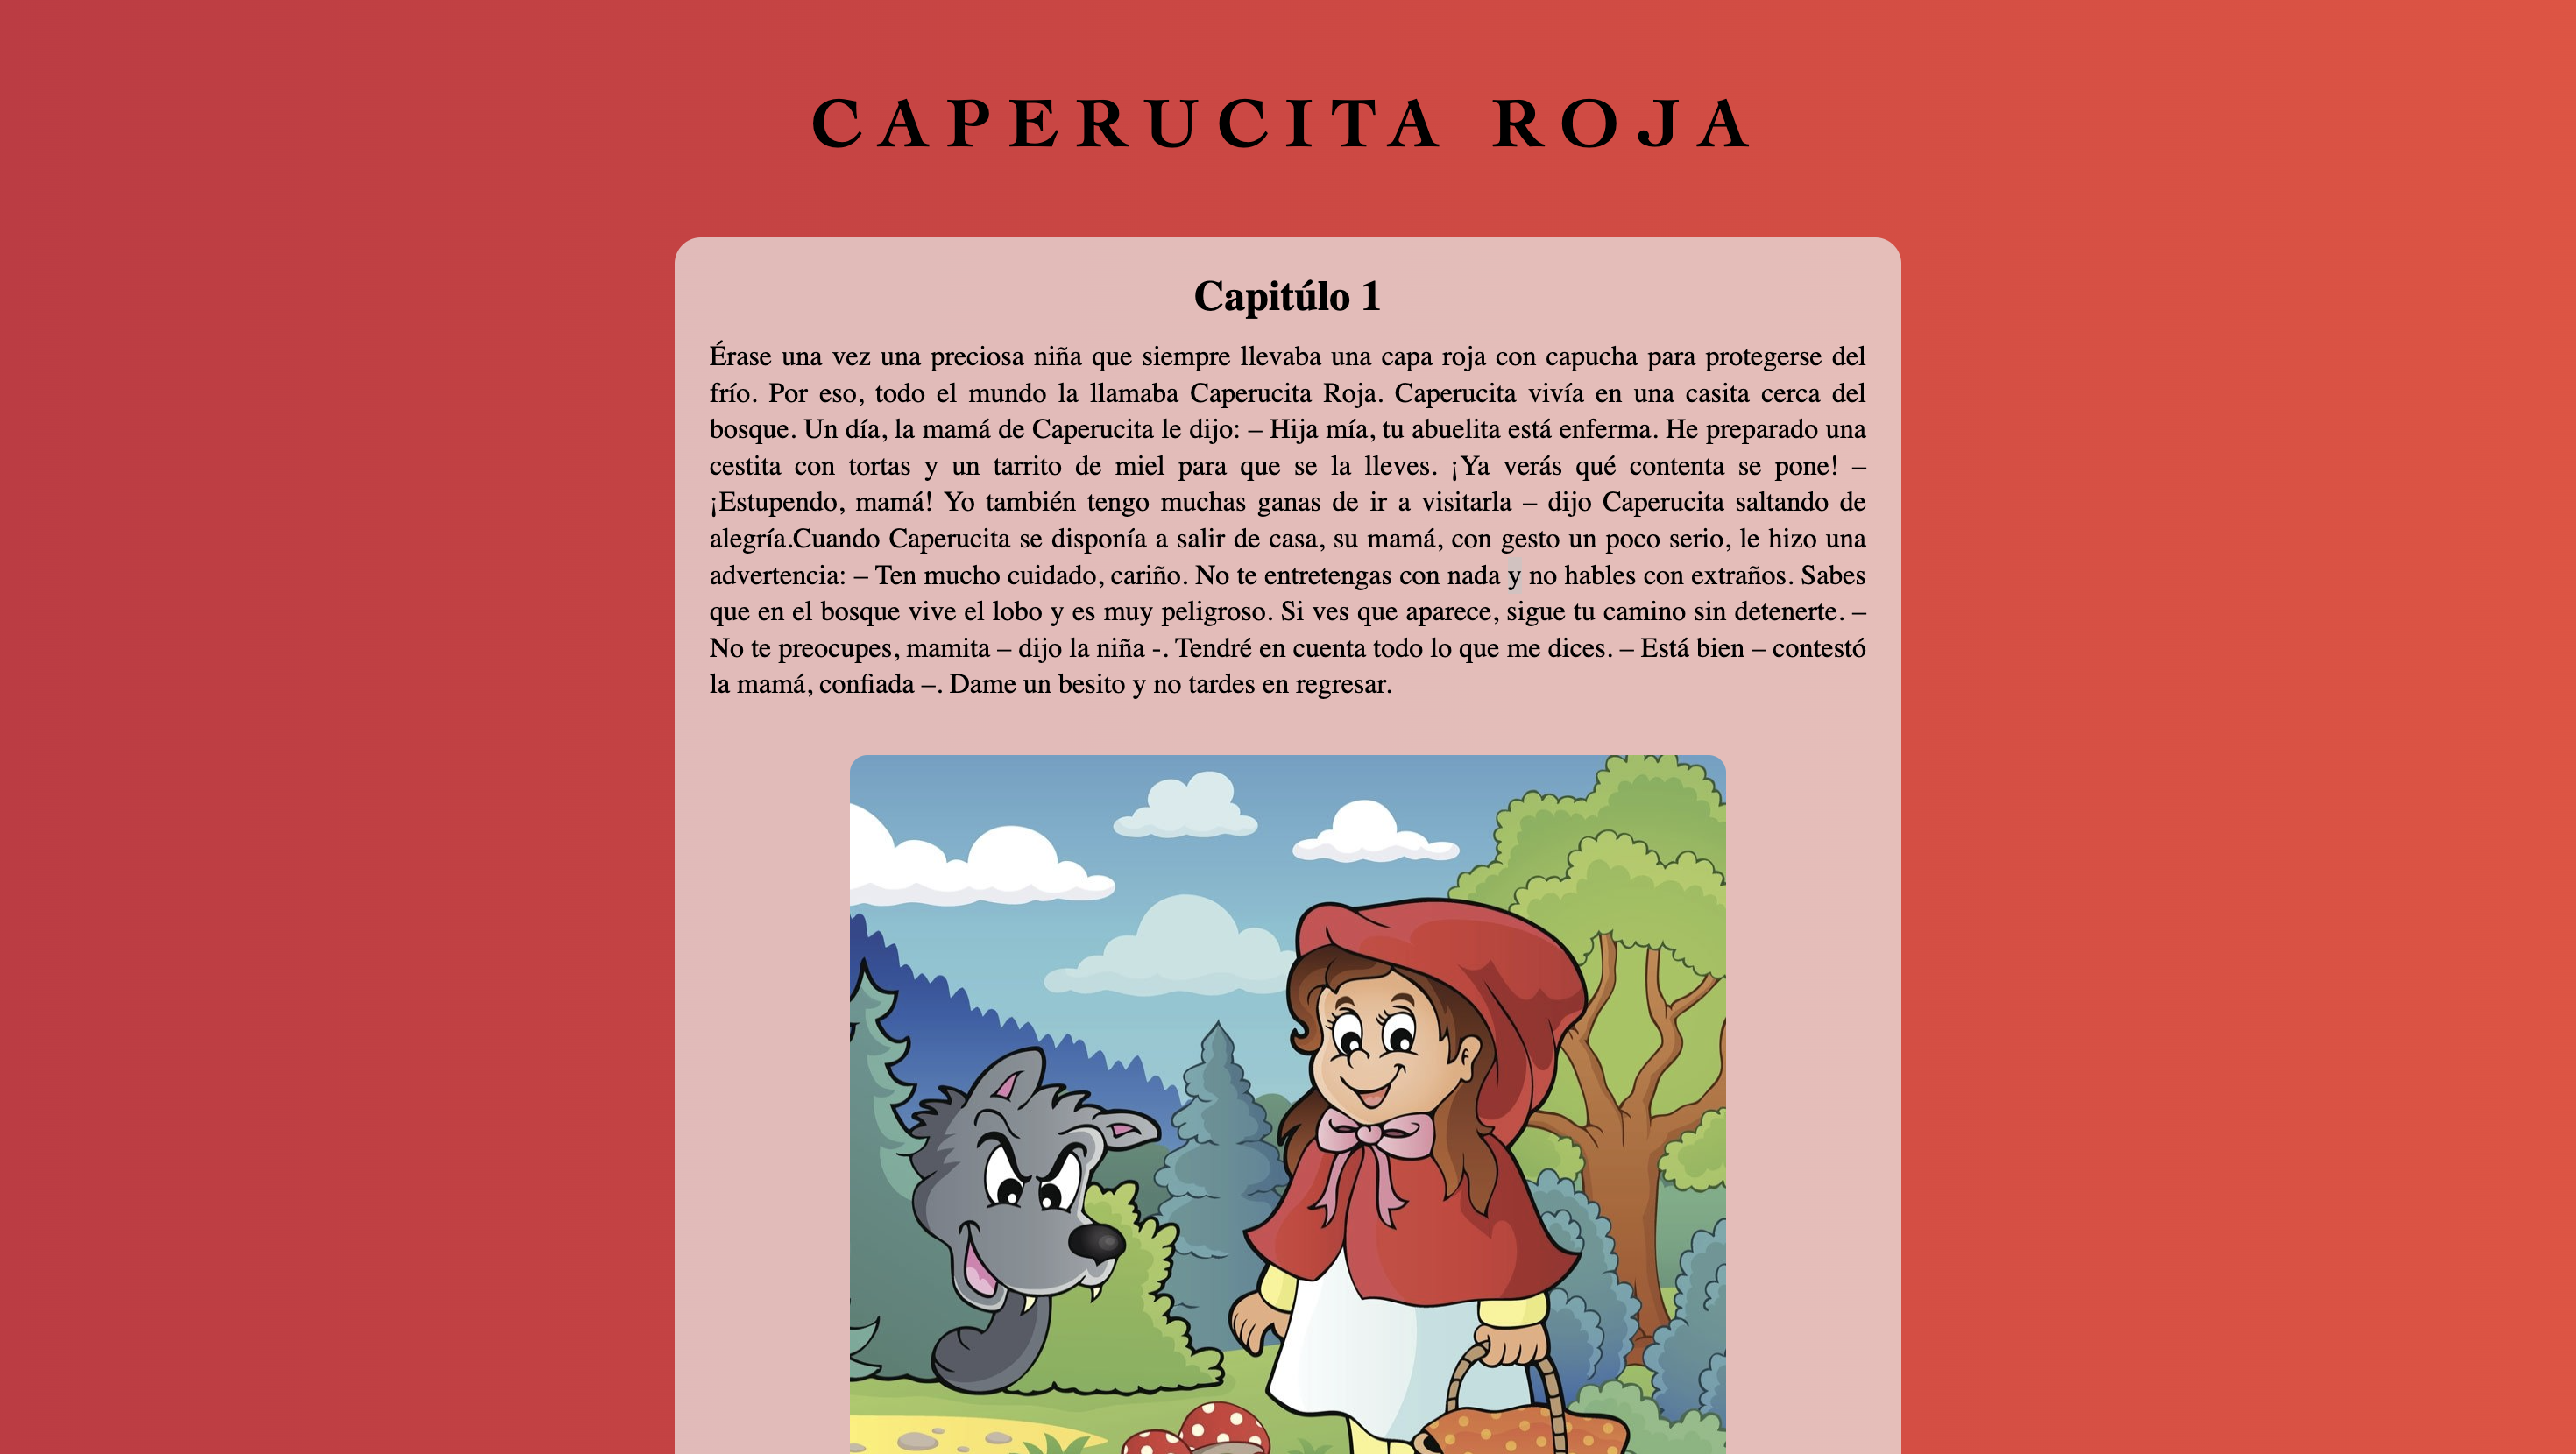 CAPERUCITA ROJA
Capitúlo 1
Érase una vez una preciosa niña que siempre llevaba una capa roja con capucha para protegerse del
frío. Por eso, todo el mundo la llamaba Caperucita Roja. Caperucita vivía en una casita cerca del
bosque. Un día, la mamá de Caperucita le dijo: – Hija mía, tu abuelita está enferma. He preparado una
cestita con tortas y un tarrito de miel para que se la lleves. ¡Ya verás qué contenta se pone! –
¡Estupendo, mamá! Yo también tengo muchas ganas de ir a visitarla – dijo Caperucita saltando de
alegría.Cuando Caperucita se disponía a salir de casa, su mamá, con gesto un poco serio, le hizo una
advertencia: – Ten mucho cuidado, cariño. No te entretengas con nada y no hables con extraños. Sabes
que en el bosque vive el lobo y es muy peligroso. Si ves que aparece, sigue tu camino sin detenerte. –
No te preocupes, mamita – dijo la niña -. Tendré en cuenta todo lo que me dices. – Está bien – contestó
la mamá, confiada –. Dame un besito y no tardes en regresar.